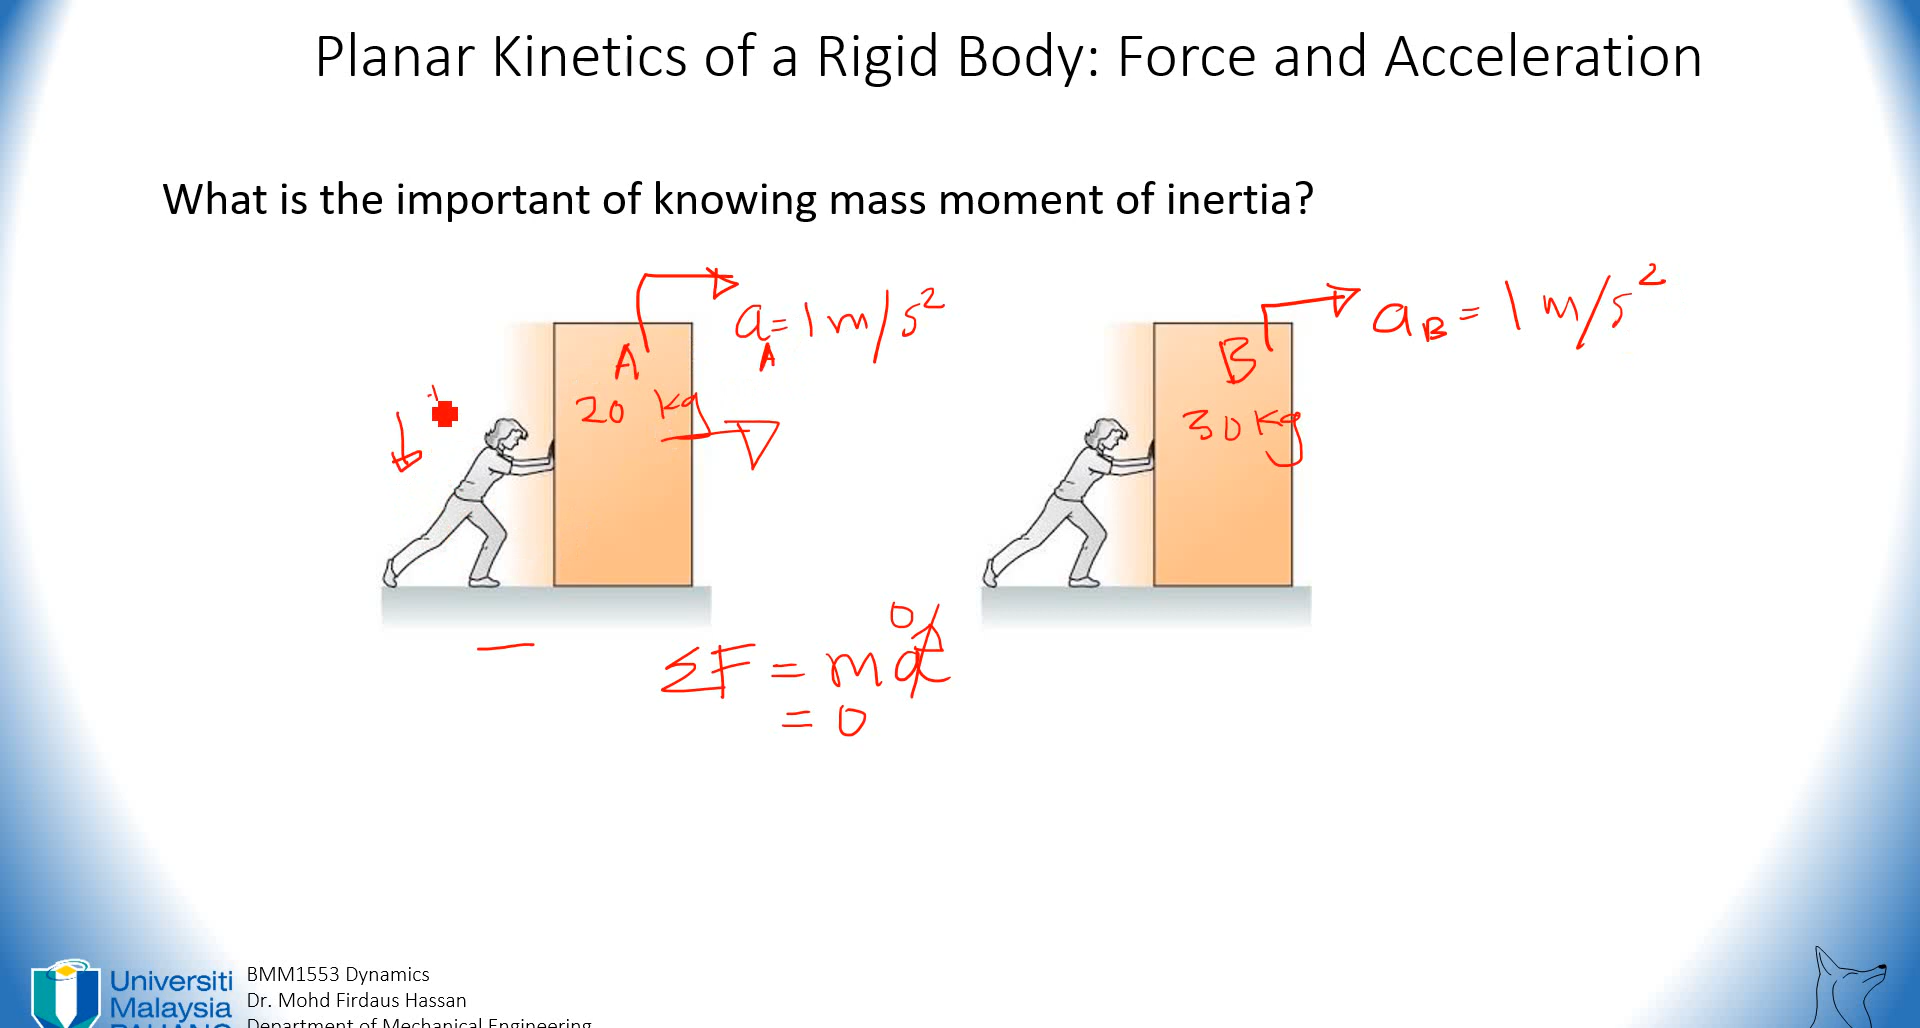 Planar Kinetics of a Rigid Body: Force and Acceleration
What is the important of knowing mass moment of inertia?
A
20 kg
a_A = 1 m/s²
B
30 kg
a_B = 1 m/s²
0
ΣF = ma
= 0
Universiti
Malaysia
PAHANG
BMM1553 Dynamics
Dr. Mohd Firdaus Hassan
Department of Mechanical Engineering